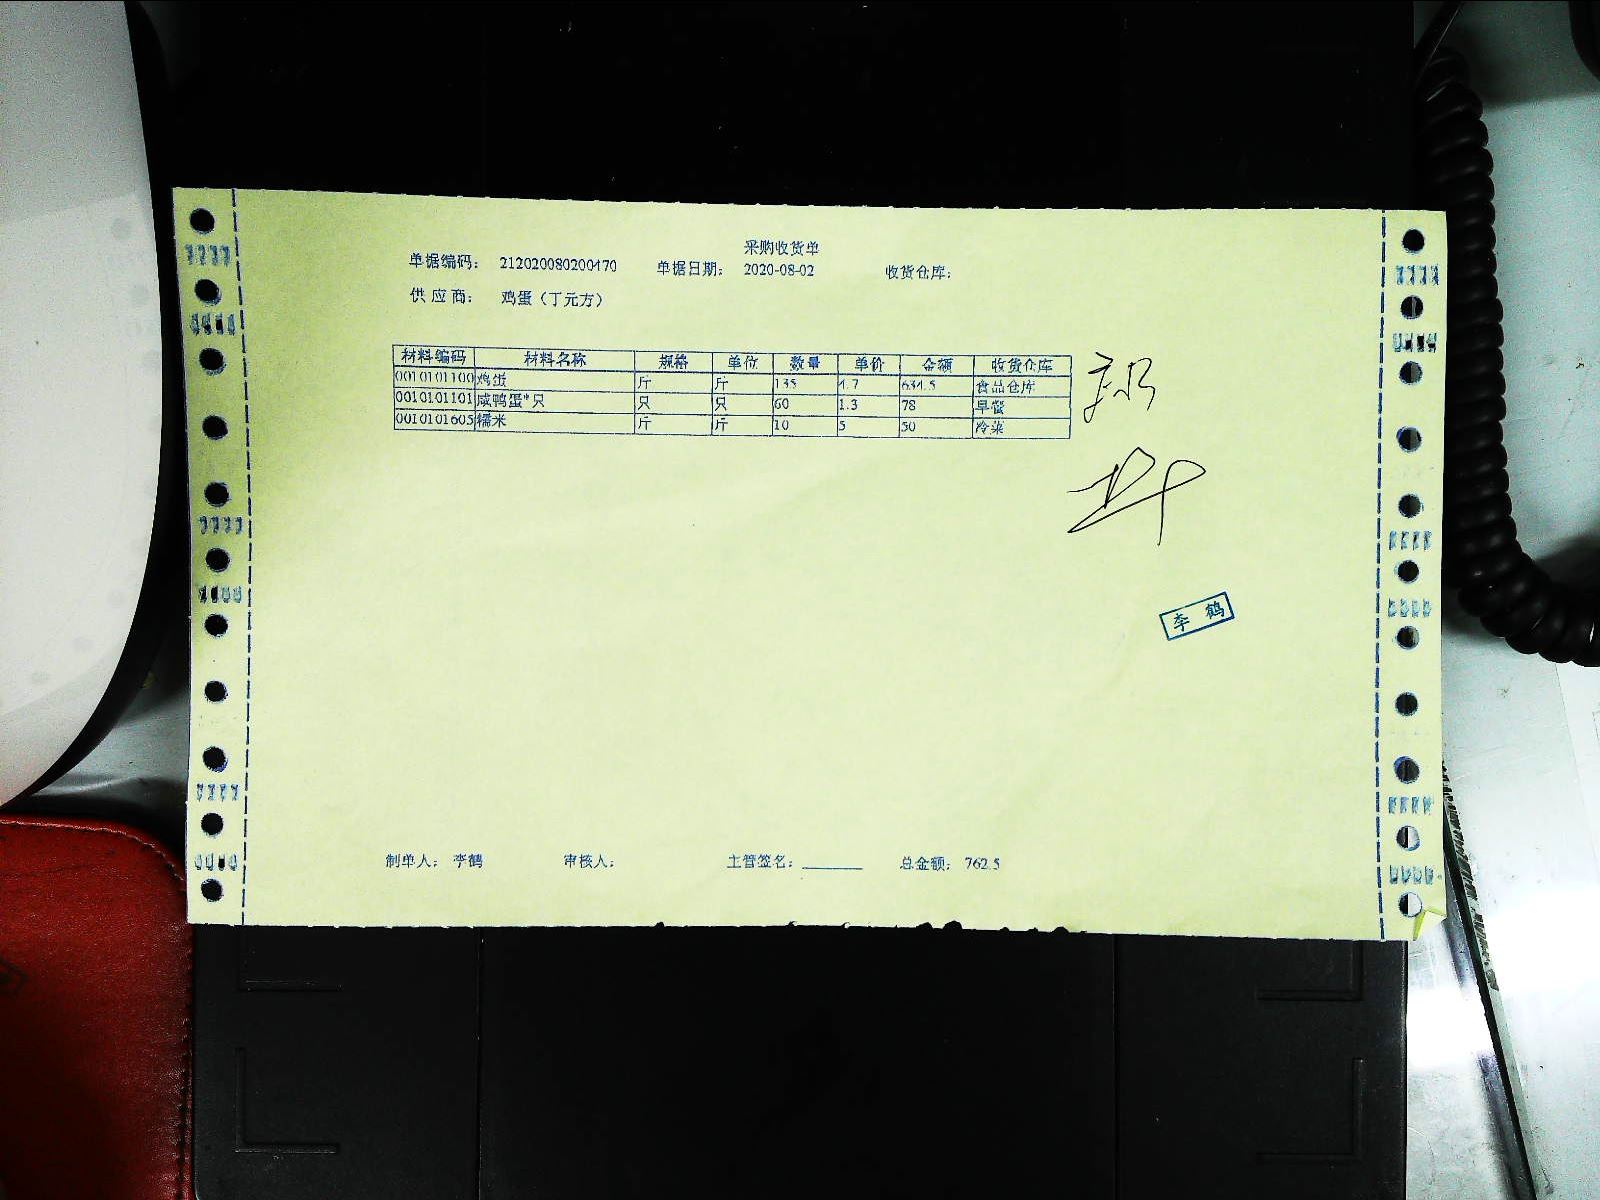 采购收货单
单据编码： 212020080200470 单据日期： 2020-08-02 收货仓库：
供应商： 鸡蛋（丁元方）
材料编码 材料名称 规格 单位 数量 单价 金额 收货仓库
0010101100 鸡蛋 斤 斤 135 4.7 634.5 食品仓库
0010101101 咸鸭蛋*只 只 只 60 1.3 78 早餐
0010101605 糯米 斤 斤 10 5 50 冷菜
李鹤
制单人： 李鹤 审核人： 主管签名： 总金额： 762.5